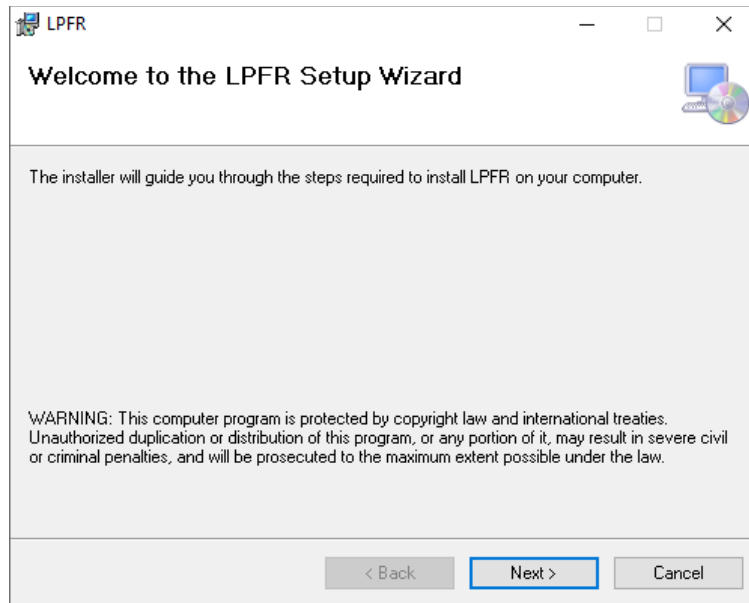 LPFR
Welcome to the LPFR Setup Wizard
The installer will guide you through the steps required to install LPFR on your computer.
WARNING: This computer program is protected by copyright law and international treaties.
Unauthorized duplication or distribution of this program, or any portion of it, may result in severe civil
or criminal penalties, and will be prosecuted to the maximum extent possible under the law.
< Back
Next >
Cancel